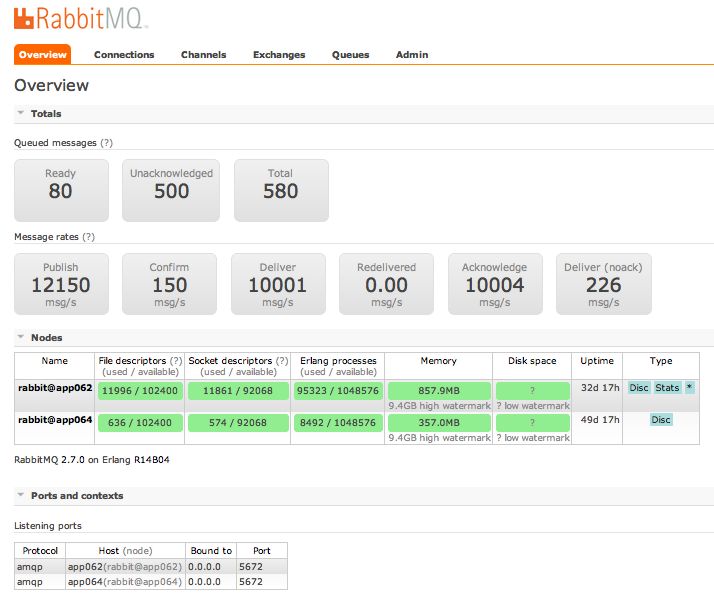 RabbitMQ™
Overview Connections Channels Exchanges Queues Admin
Overview
Totals
Queued messages (?)
Ready Unacknowledged Total
80 500 580
Message rates (?)
Publish Confirm Deliver Redelivered Acknowledge Deliver (noack)
12150 150 10001 0.00 10004 226
msg/s msg/s msg/s msg/s msg/s msg/s
Nodes
Name File descriptors (?) Socket descriptors (?) Erlang processes Memory Disk space Uptime Type
(used / available) (used / available) (used / available)
rabbit@app062 11996 / 102400 11861 / 92068 95323 / 1048576 857.9MB ? 32d 17h Disc Stats *
9.4GB high watermark ? low watermark
rabbit@app064 636 / 102400 574 / 92068 8492 / 1048576 357.0MB ? 49d 17h Disc
9.4GB high watermark ? low watermark
RabbitMQ 2.7.0 on Erlang R14B04
Ports and contexts
Listening ports
Protocol Host (node) Bound to Port
amqp app062(rabbit@app062) 0.0.0.0 5672
amqp app064(rabbit@app064) 0.0.0.0 5672